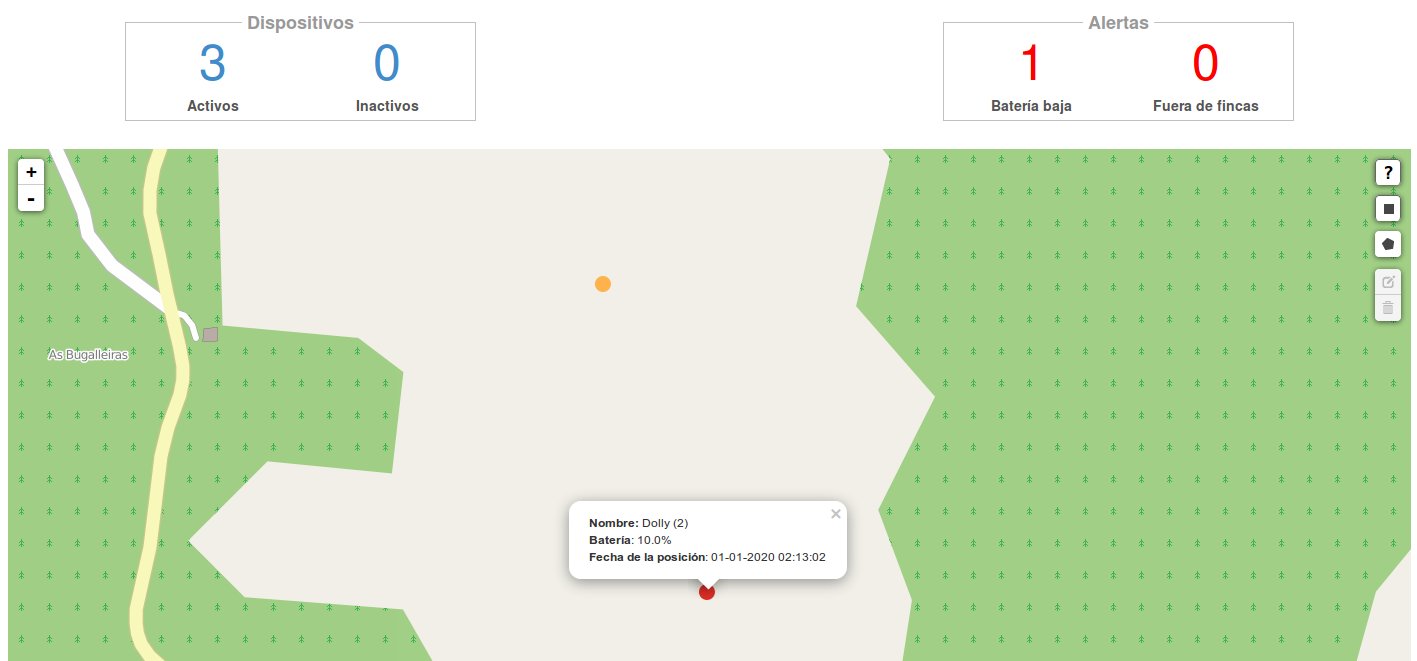 Dispositivos
3 0
Activos Inactivos
Alertas
1 0
Batería baja Fuera de fincas
+
-
?
As Bugalleiras
×
Nombre: Dolly (2)
Batería: 10.0%
Fecha de la posición: 01-01-2020 02:13:02